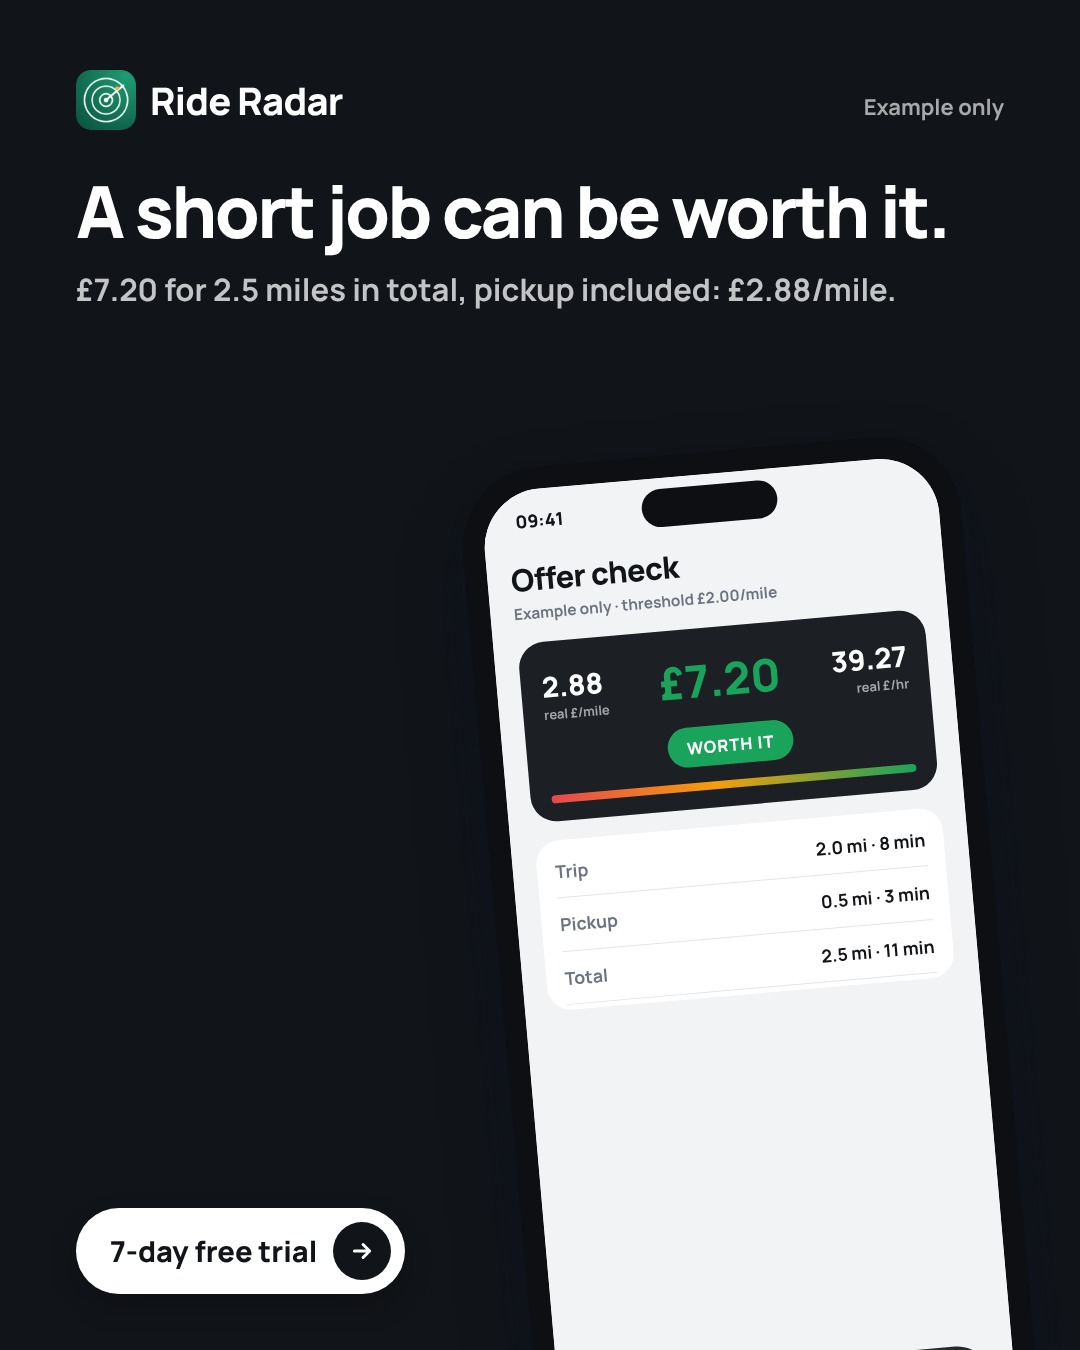 Ride Radar
Example only
A short job can be worth it.
£7.20 for 2.5 miles in total, pickup included: £2.88/mile.
09:41
Offer check
Example only · threshold £2.00/mile
2.88
real £/mile
£7.20
39.27
real £/hr
WORTH IT
Trip 2.0 mi · 8 min
Pickup 0.5 mi · 3 min
Total 2.5 mi · 11 min
7-day free trial